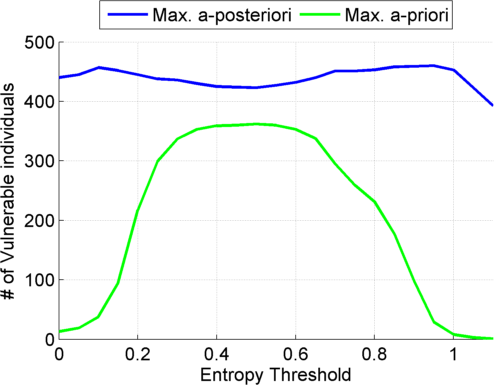 Max. a-posteriori Max. a-priori
500
400
300
200
100
0
# of Vulnerable individuals
0 0.2 0.4 0.6 0.8 1
Entropy Threshold